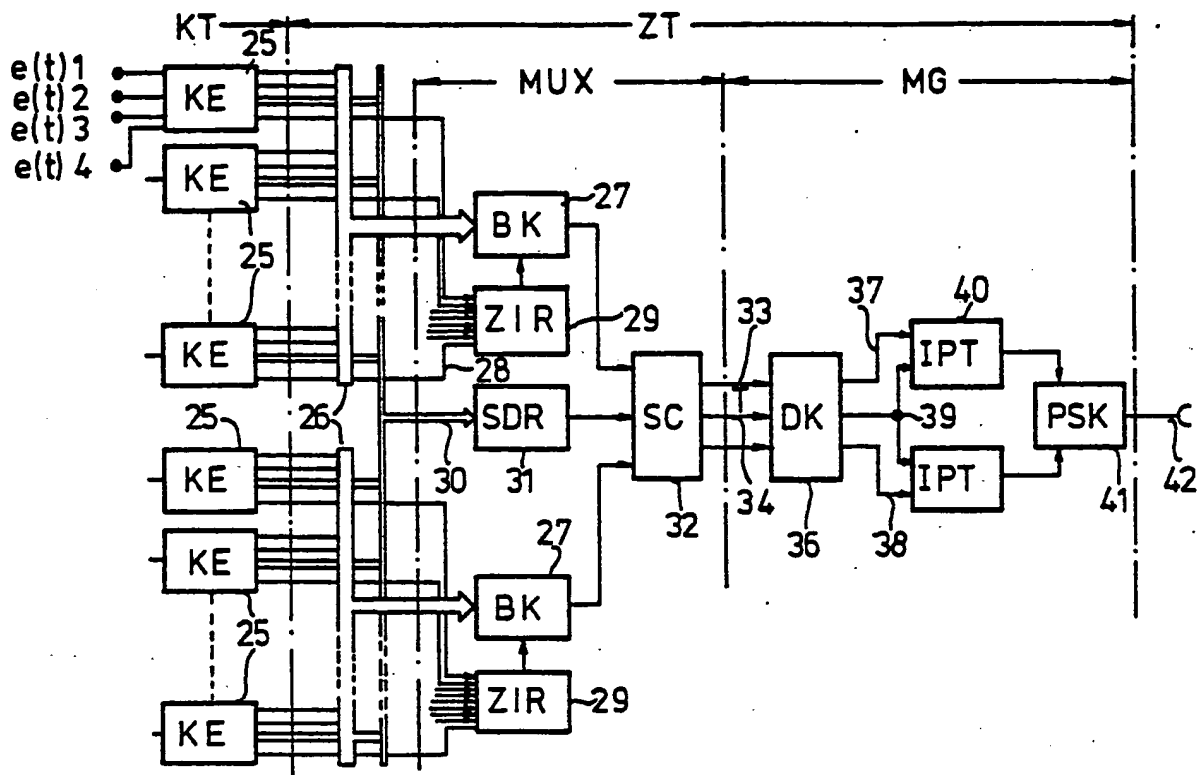 KT ZT
MUX MG
e(t)1
e(t)2
e(t)3
e(t)4
KE 25
KE 25
KE 25
BK 27
ZIR 29
28
26
26
SDR 31
30
KE 25
KE
KE 25
BK 27
ZIR 29
SC 32
33
34
DK 36
37
38
39
IPT 40
IPT
PSK 41
42